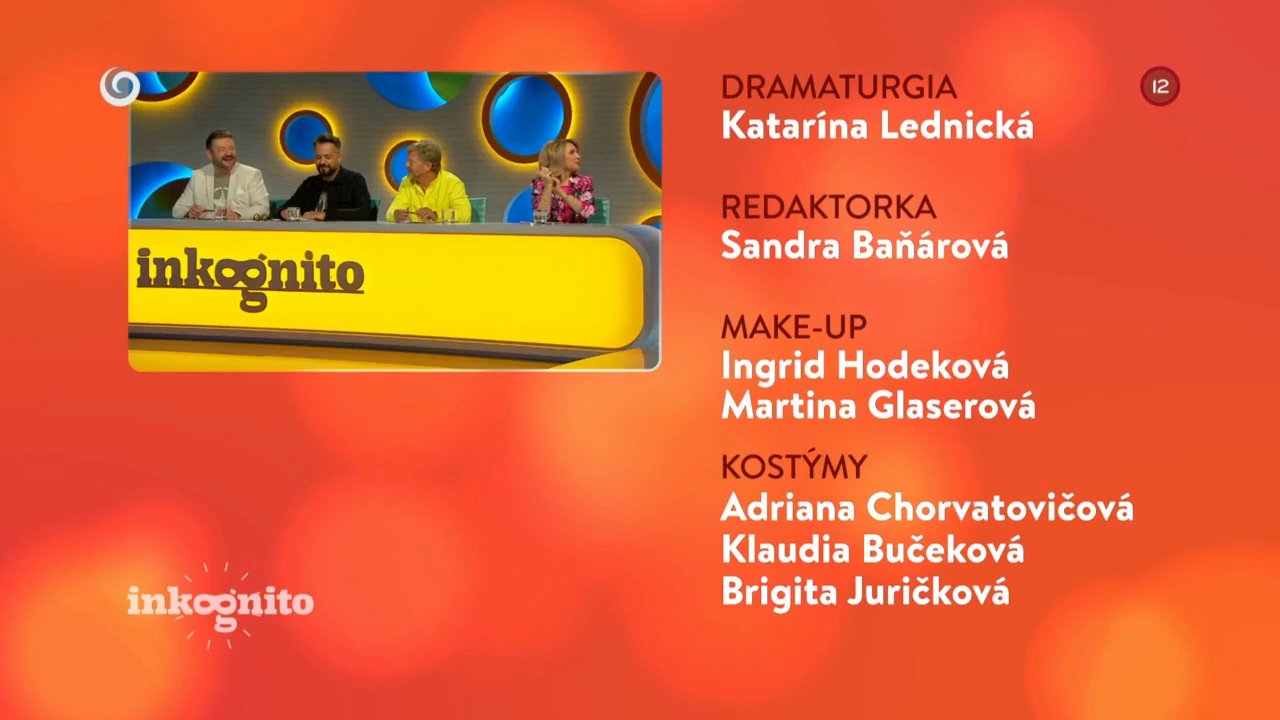 inkognito
DRAMATURGIA
Katarína Lednická
12
REDAKTORKA
Sandra Baňárová
MAKE-UP
Ingrid Hodeková
Martina Glaserová
KOSTÝMY
Adriana Chorvatovičová
Klaudia Bučeková
Brigita Juričková
inkognito